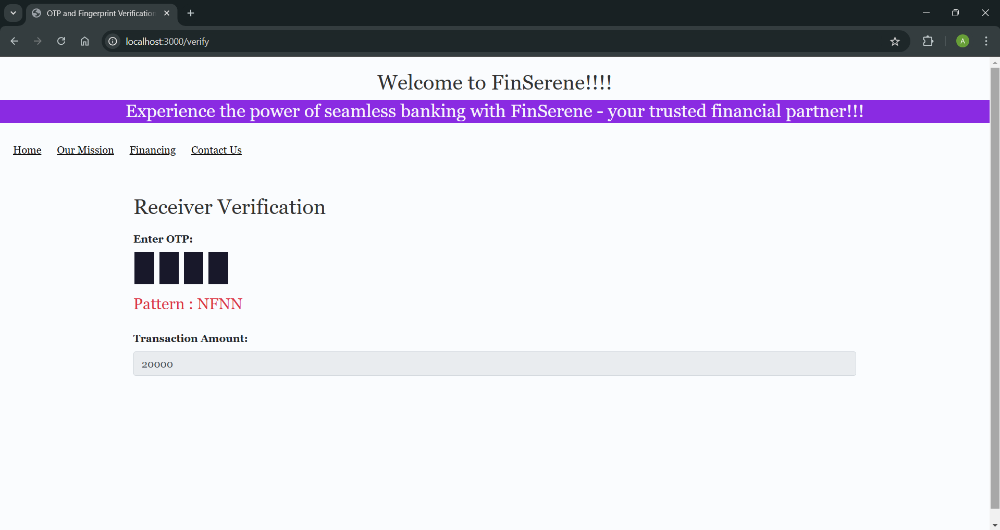 OTP and Fingerprint Verification
localhost:3000/verify
A
Welcome to FinSerene!!!!
Experience the power of seamless banking with FinSerene - your trusted financial partner!!!
Home Our Mission Financing Contact Us
Receiver Verification
Enter OTP:
Pattern : NFNN
Transaction Amount:
20000